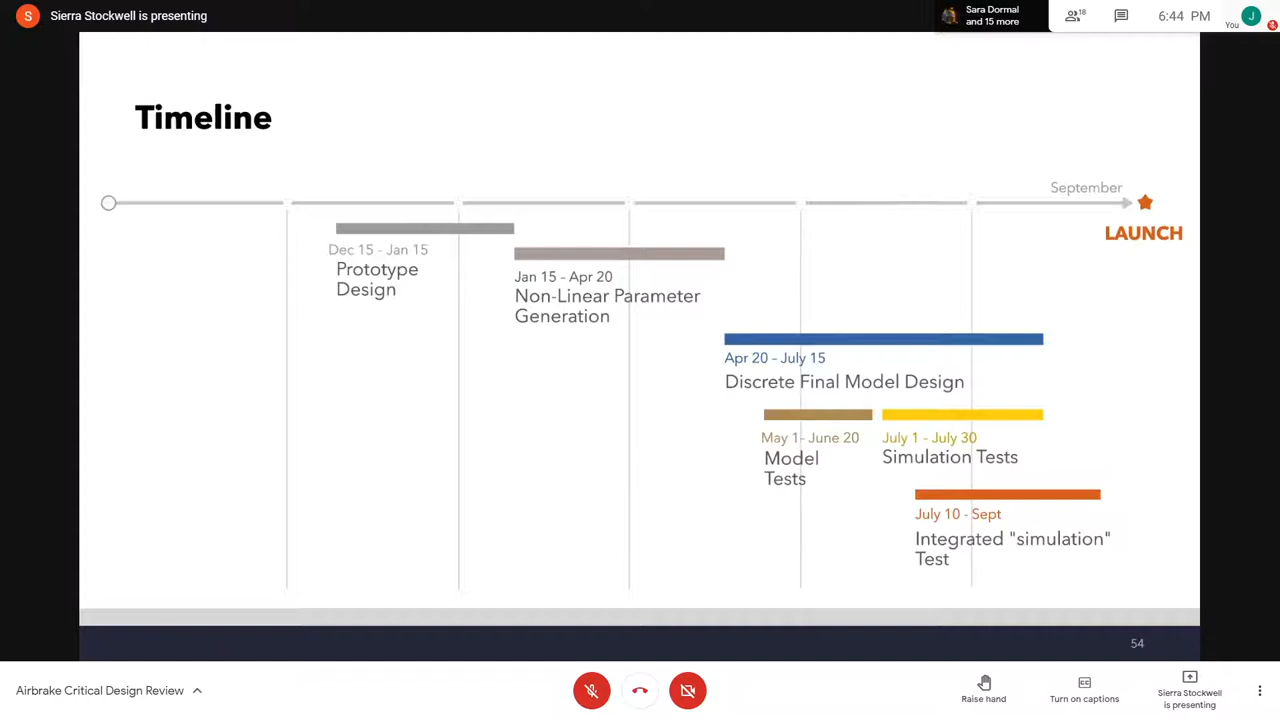 S Sierra Stockwell is presenting
Sara Dormal
and 15 more
18
6:44 PM
You
J
Timeline
September
LAUNCH
Dec 15 - Jan 15
Prototype
Design
Jan 15 - Apr 20
Non-Linear Parameter
Generation
Apr 20 - July 15
Discrete Final Model Design
May 1- June 20
Model
Tests
July 1 - July 30
Simulation Tests
July 10 - Sept
Integrated "simulation"
Test
54
Airbrake Critical Design Review
Raise hand
CC
Turn on captions
Sierra Stockwell
is presenting